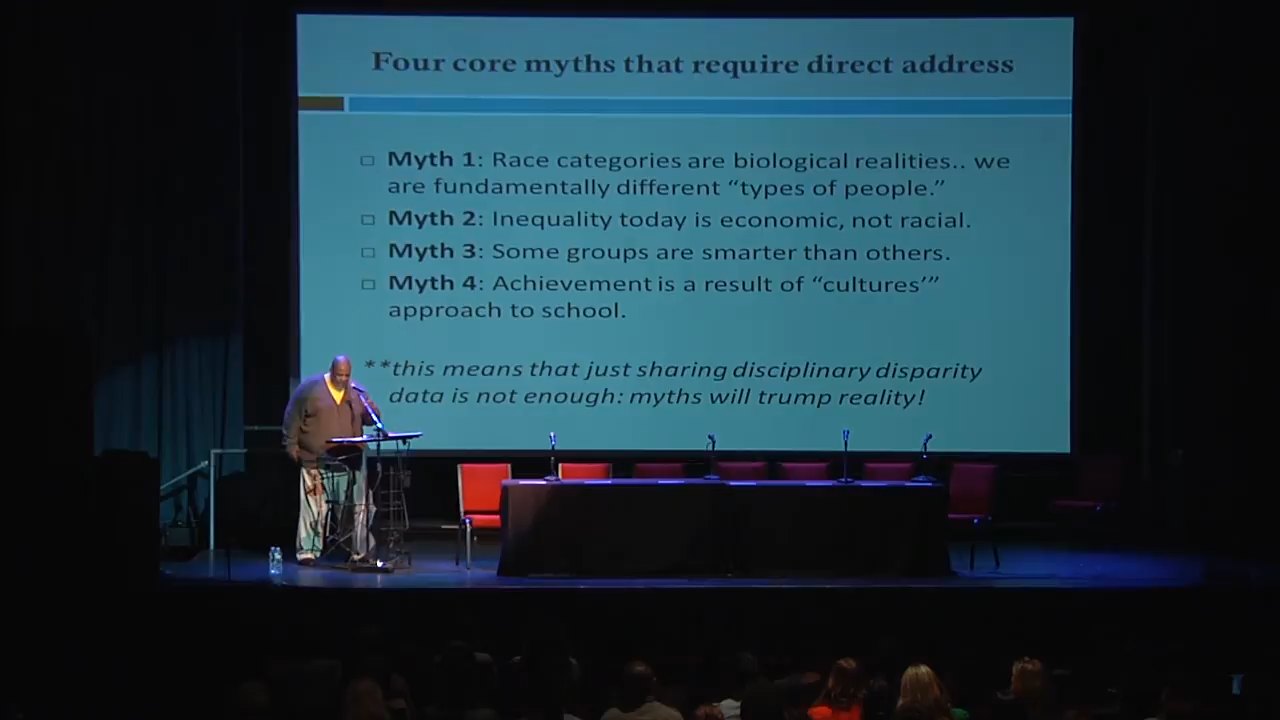 Four core myths that require direct address
Myth 1: Race categories are biological realities.. we
are fundamentally different “types of people.”
Myth 2: Inequality today is economic, not racial.
Myth 3: Some groups are smarter than others.
Myth 4: Achievement is a result of “cultures’”
approach to school.
**this means that just sharing disciplinary disparity
data is not enough: myths will trump reality!